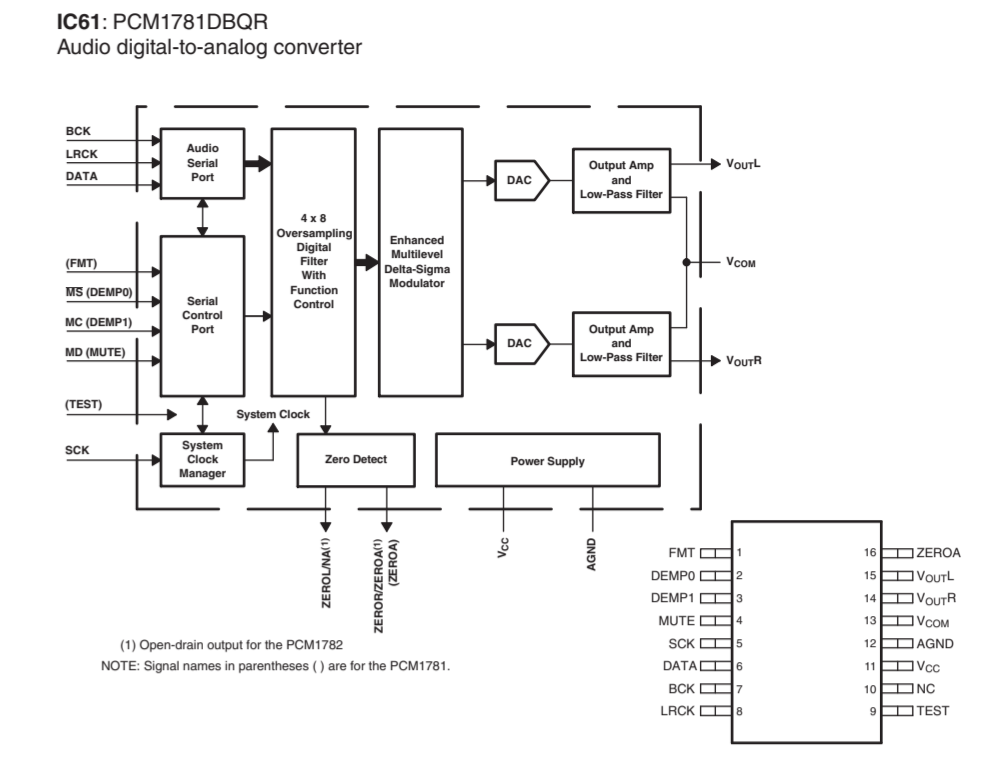 IC61: PCM1781DBQR
Audio digital-to-analog converter
BCK
LRCK
DATA
Audio
Serial
Port
(FMT)
MS (DEMP0)
MC (DEMP1)
MD (MUTE)
Serial
Control
Port
(TEST)
SCK
System
Clock
Manager
System Clock
4 x 8
Oversampling
Digital
Filter
With
Function
Control
Enhanced
Multilevel
Delta-Sigma
Modulator
DAC
Output Amp
and
Low-Pass Filter
VOUTL
VCOM
DAC
Output Amp
and
Low-Pass Filter
VOUTR
Zero Detect
Power Supply
ZEROL/NA(1)
ZEROR/ZEROA(1)
(ZEROA)
VCC
AGND
(1) Open-drain output for the PCM1782
NOTE: Signal names in parentheses ( ) are for the PCM1781.
FMT 1 16 ZEROA
DEMP0 2 15 VOUTL
DEMP1 3 14 VOUTR
MUTE 4 13 VCOM
SCK 5 12 AGND
DATA 6 11 VCC
BCK 7 10 NC
LRCK 8 9 TEST